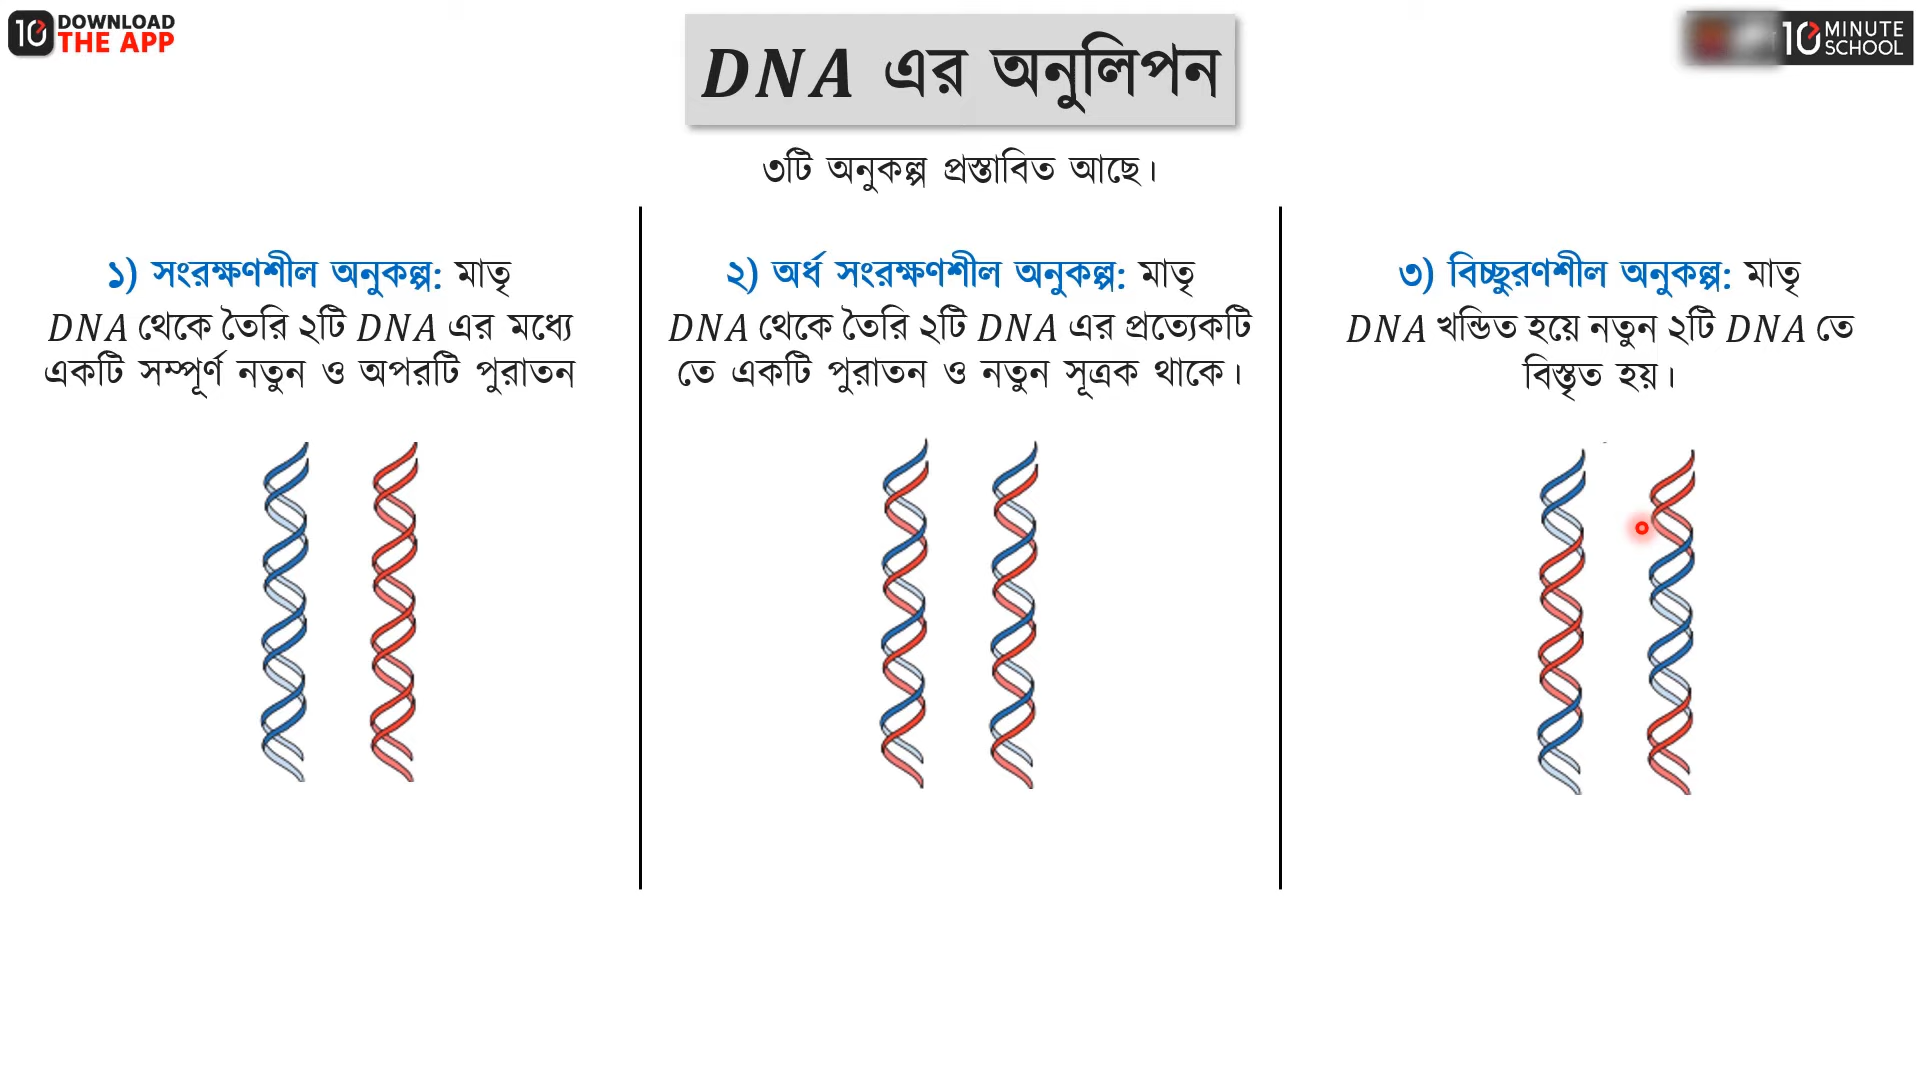 DOWNLOAD
THE APP
10 MINUTE
SCHOOL
DNA এর অনুলিপন
৩টি অনুকল্প প্রস্তাবিত আছে।
১) সংরক্ষণশীল অনুকল্প: মাতৃ
DNA থেকে তৈরি ২টি DNA এর মধ্যে
একটি সম্পূর্ণ নতুন ও অপরটি পুরাতন
২) অর্ধ সংরক্ষণশীল অনুকল্প: মাতৃ
DNA থেকে তৈরি ২টি DNA এর প্রত্যেকটি
তে একটি পুরাতন ও নতুন সূত্রক থাকে।
৩) বিচ্ছুরণশীল অনুকল্প: মাতৃ
DNA খন্ডিত হয়ে নতুন ২টি DNA তে
বিস্তৃত হয়।